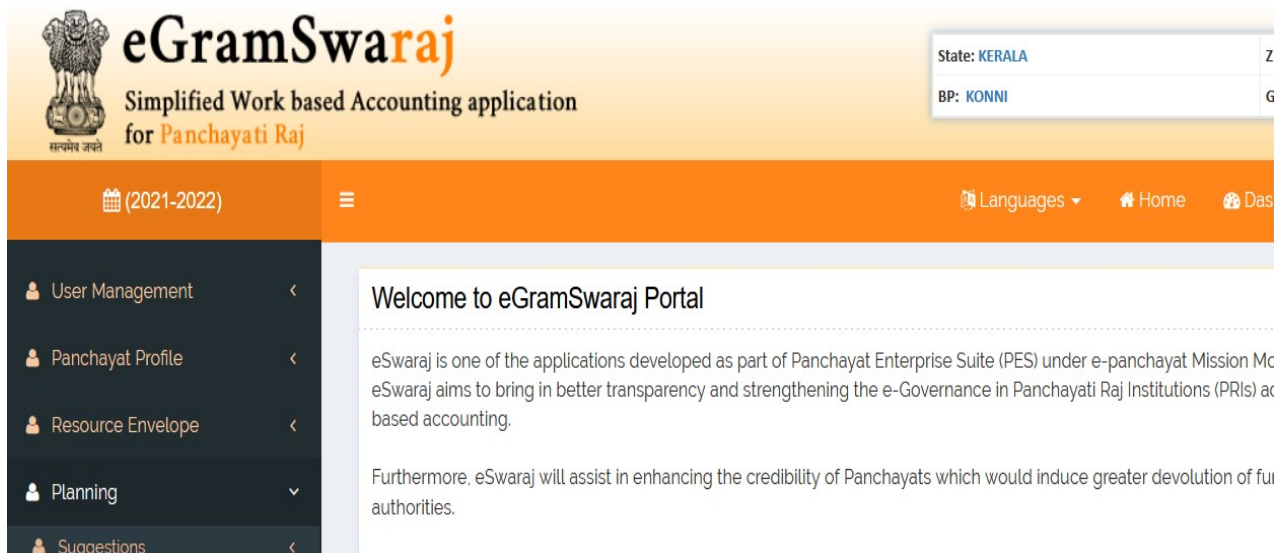 eGramSwaraj
Simplified Work based Accounting application
for Panchayati Raj
सत्यमेव जयते
State: KERALA
Z
BP: KONNI
G
(2021-2022)
Languages
Home
Das
User Management
Panchayat Profile
Resource Envelope
Planning
Suggestions
Welcome to eGramSwaraj Portal
eSwaraj is one of the applications developed as part of Panchayat Enterprise Suite (PES) under e-panchayat Mission Mo
eSwaraj aims to bring in better transparency and strengthening the e-Governance in Panchayati Raj Institutions (PRIs) ac
based accounting.
Furthermore, eSwaraj will assist in enhancing the credibility of Panchayats which would induce greater devolution of fu
authorities.